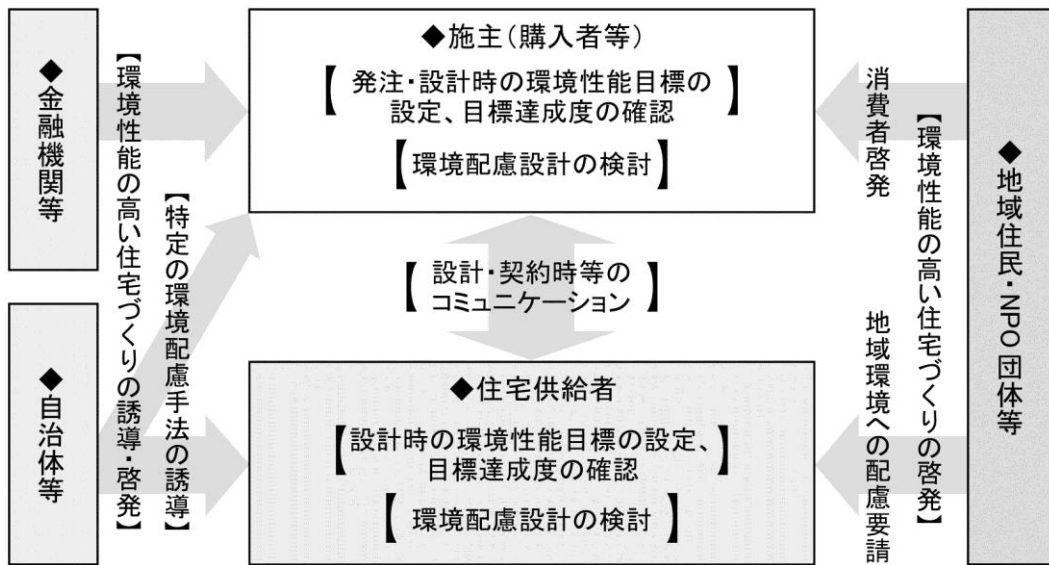 ◆金融機関等
◆自治体等
【環境性能の高い住宅づくりの誘導・啓発】
【特定の環境配慮手法の誘導】
◆施主(購入者等)
【発注・設計時の環境性能目標の
設定、目標達成度の確認】
【環境配慮設計の検討】
【設計・契約時等の
コミュニケーション】
◆住宅供給者
【設計時の環境性能目標の設定、
目標達成度の確認】
【環境配慮設計の検討】
消費者啓発
地域環境への配慮要請
【環境性能の高い住宅づくりの啓発】
◆地域住民・NPO団体等